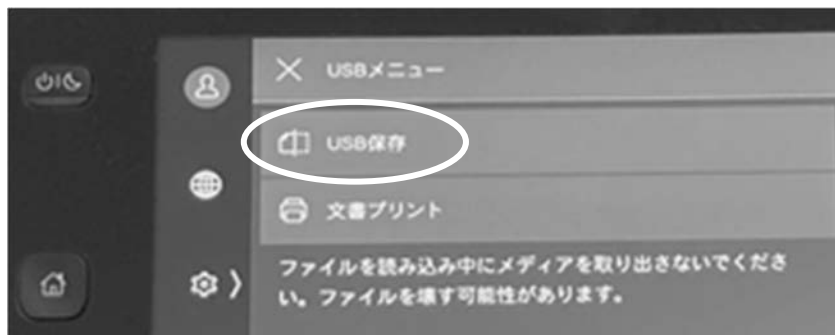 USBメニュー
USB保存
文書プリント
ファイルを読み込み中にメディアを取り出さないでくださ
い。ファイルを壊す可能性があります。